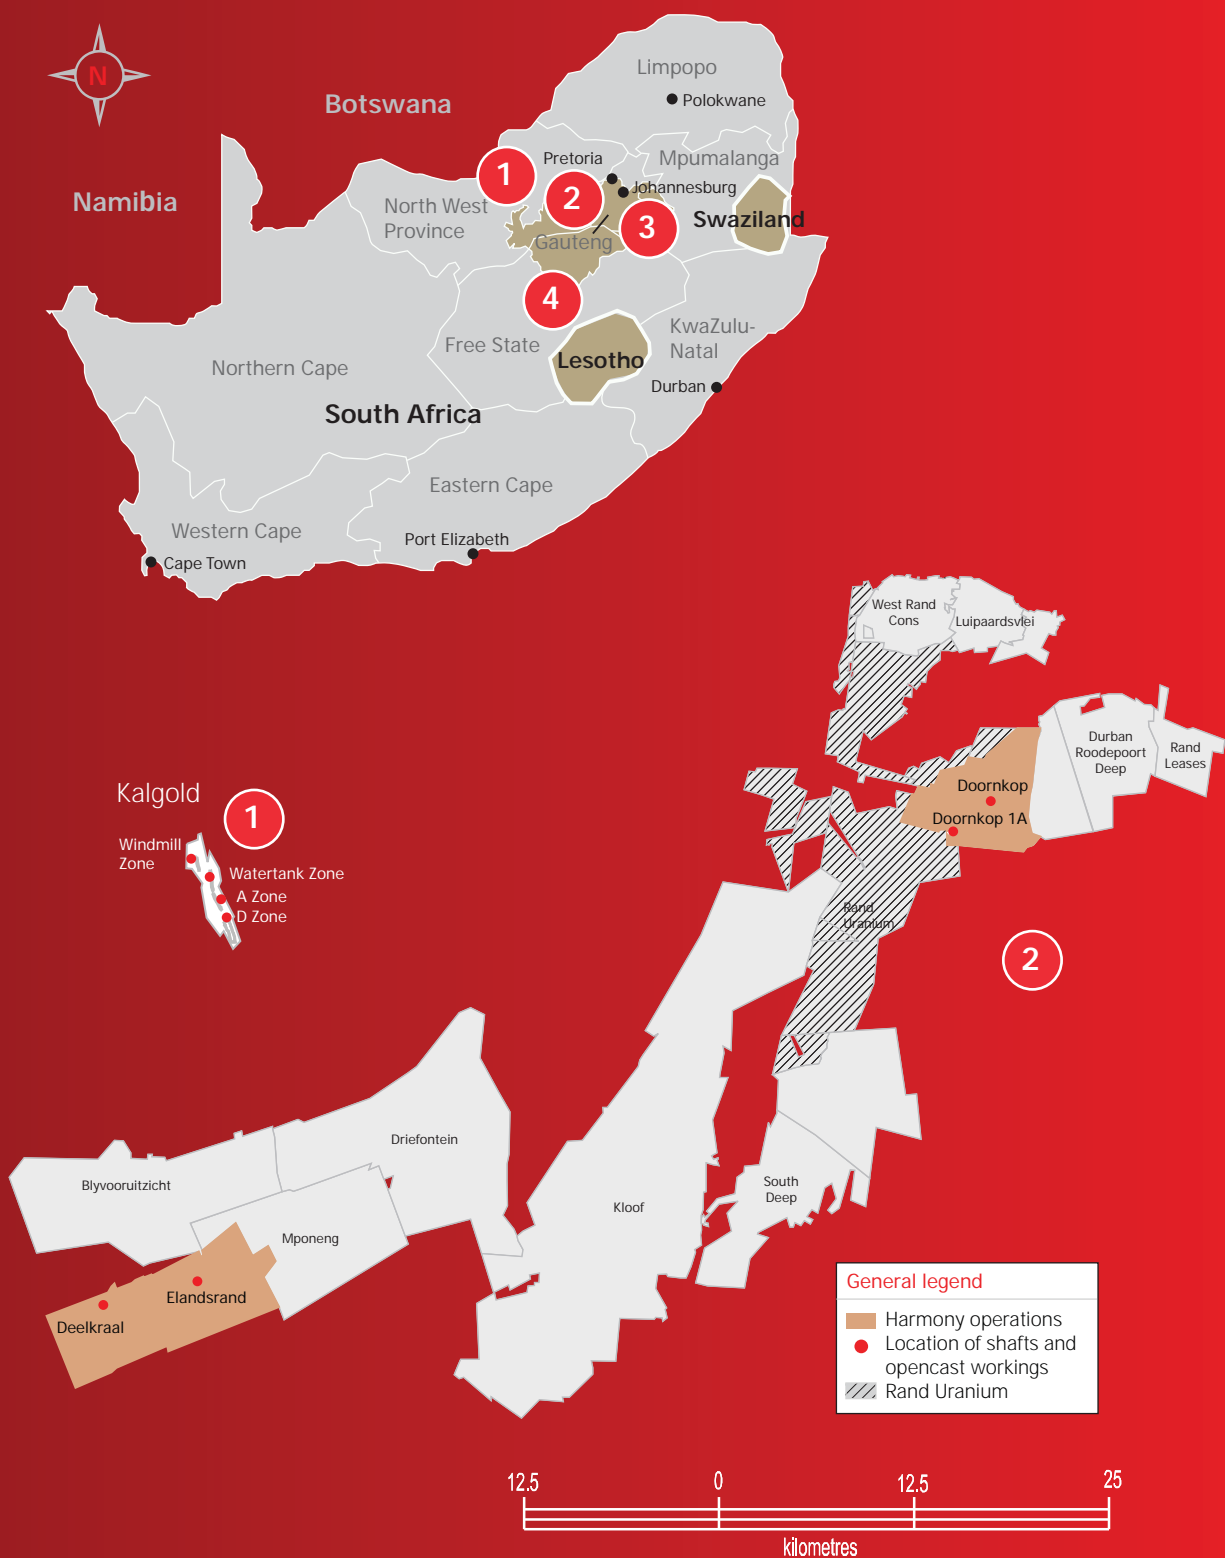 N
Botswana
Namibia
Limpopo
Polokwane
Pretoria
Mpumalanga
1
2
3
4
Johannesburg
North West
Province
Gauteng
Swaziland
Free State
Lesotho
KwaZulu-
Natal
Durban
Northern Cape
South Africa
Eastern Cape
Western Cape
Port Elizabeth
Cape Town
West Rand
Cons
Luipaardsvlei
Durban
Roodepoort
Deep
Rand
Leases
Doornkop
Doornkop 1A
Kalgold
1
Windmill
Zone
Watertank Zone
A Zone
D Zone
Rand
Uranium
2
Driefontein
Blyvooruitzicht
Kloof
South
Deep
Mponeng
Elandsrand
Deelkraal
General legend
Harmony operations
Location of shafts and
opencast workings
Rand Uranium
12.5 0 12.5 25
kilometres